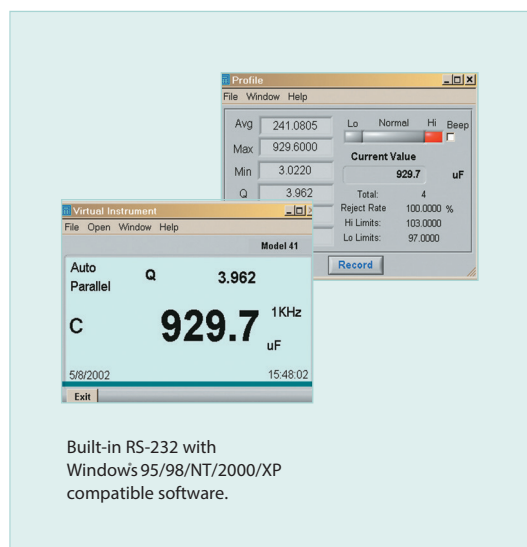 Profile
File Window Help
Avg 241.0805
Max 929.6000
Min 3.0220
Q 3.962
Lo Normal Hi Beep
Current Value
929.7 uF
Total: 4
Reject Rate 100.0000 %
Hi Limits: 103.0000
Lo Limits: 97.0000
Record
Virtual Instrument
File Open Window Help
Model 41
Auto
Parallel
Q 3.962
C 929.7 1KHz
uF
5/8/2002 15:48:02
Exit
Built-in RS-232 with
Window's 95/98/NT/2000/XP
compatible software.